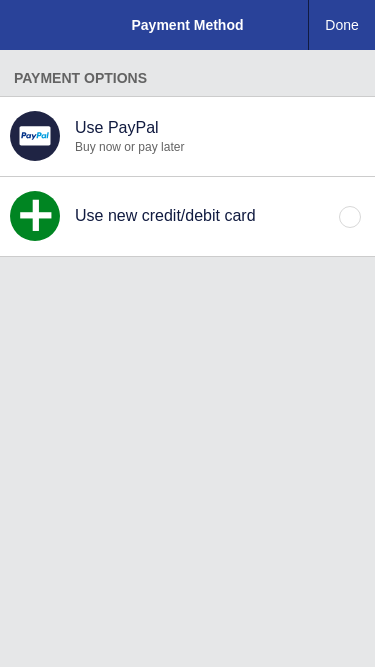 Payment Method
Done
PAYMENT OPTIONS
PayPal
Use PayPal
Buy now or pay later
Use new credit/debit card